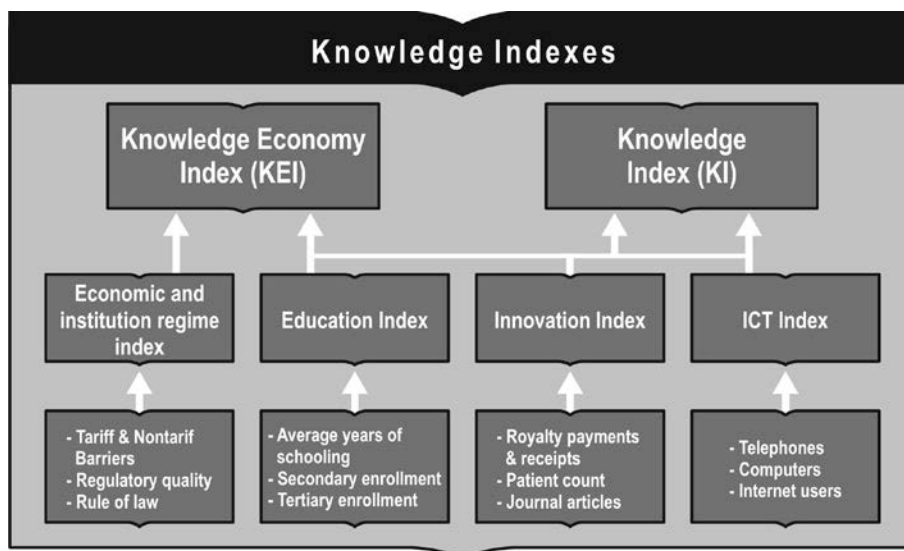 Knowledge Indexes
Knowledge Economy
Index (KEI)
Knowledge
Index (KI)
Economic and
institution regime
index
Education Index
Innovation Index
ICT Index
- Tariff & Nontarif
Barriers
- Regulatory quality
- Rule of law
- Average years of
schooling
- Secondary enrollment
- Tertiary enrollment
- Royalty payments
& receipts
- Patient count
- Journal articles
- Telephones
- Computers
- Internet users